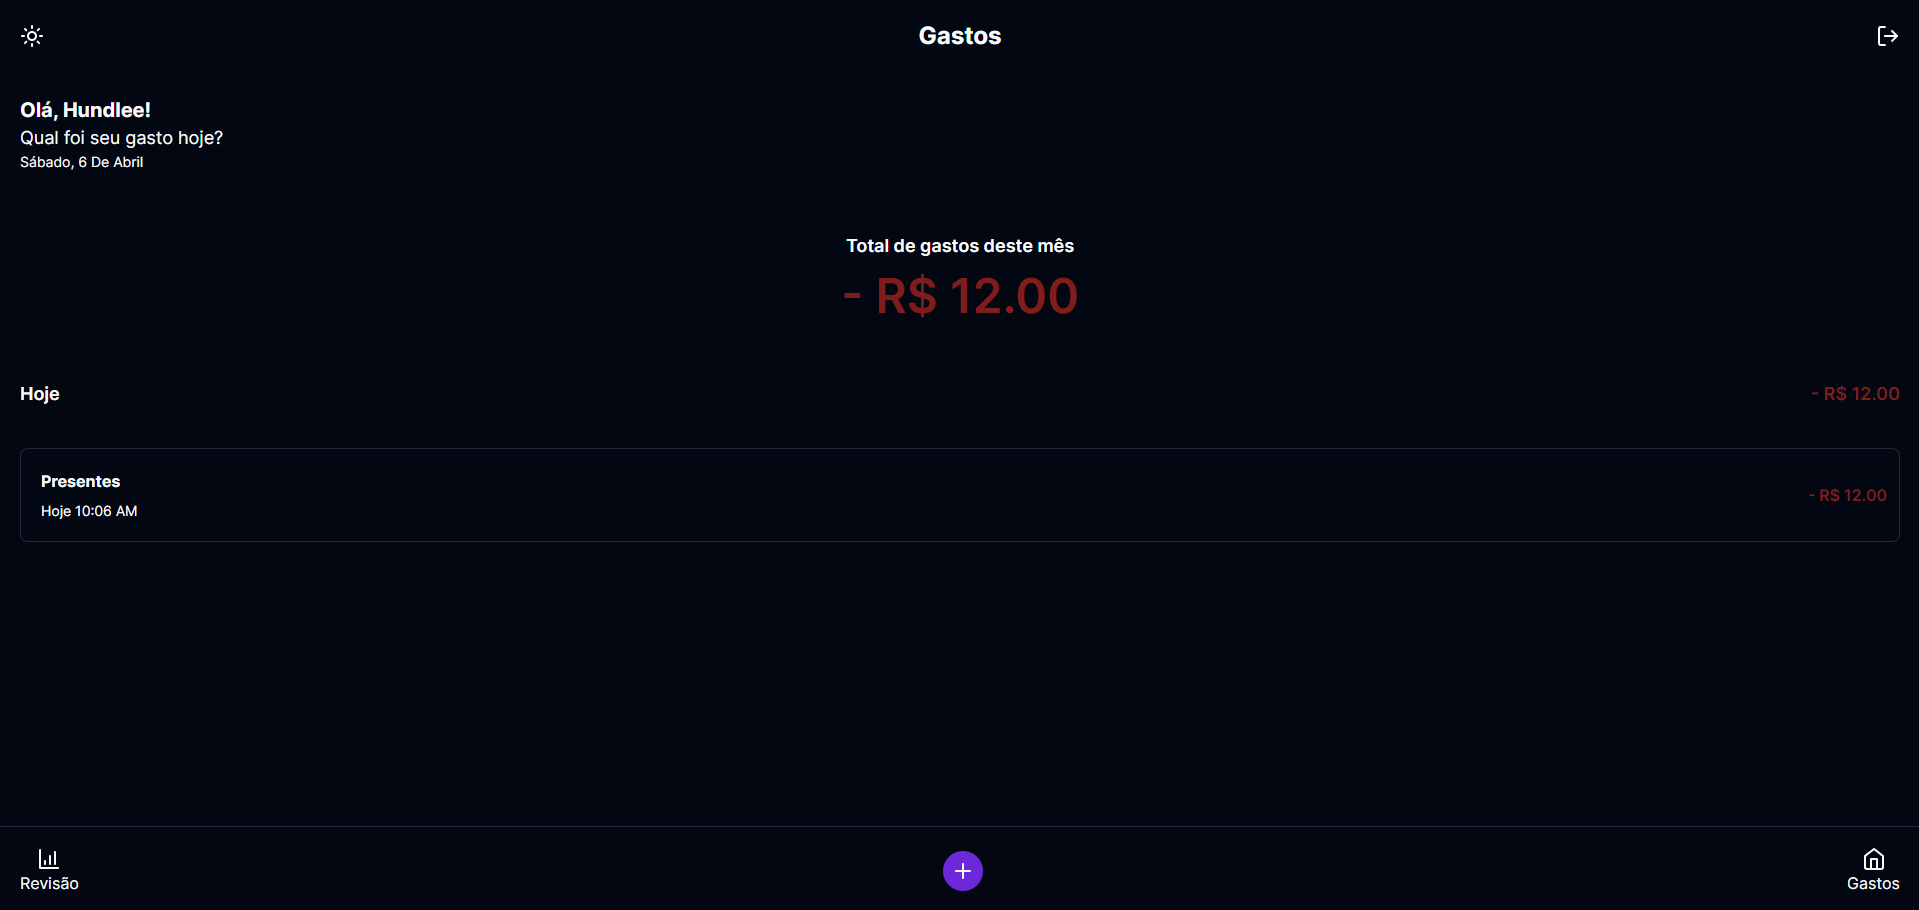 Gastos
Olá, Hundlee!
Qual foi seu gasto hoje?
Sábado, 6 De Abril
Total de gastos deste mês
- R$ 12.00
Hoje
- R$ 12.00
Presentes
Hoje 10:06 AM
- R$ 12.00
Revisão
Gastos